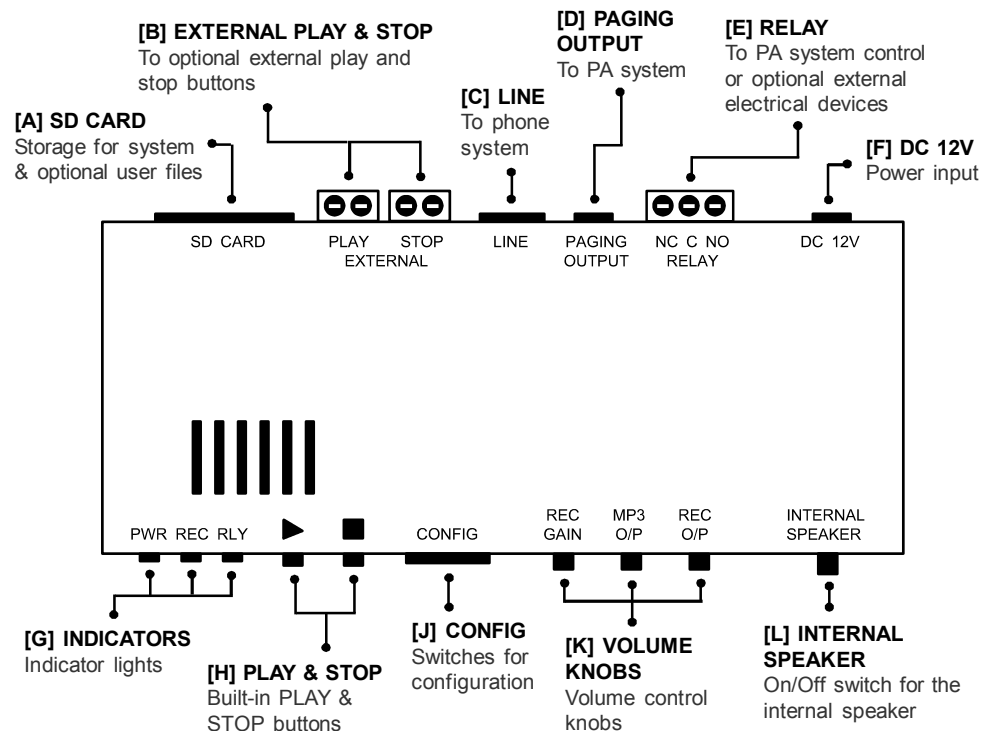 [B] EXTERNAL PLAY & STOP
To optional external play and
stop buttons
[D] PAGING
OUTPUT
To PA system
[E] RELAY
To PA system control
or optional external
electrical devices
[A] SD CARD
Storage for system
& optional user files
[C] LINE
To phone
system
[F] DC 12V
Power input
SD CARD
PLAY STOP
EXTERNAL
LINE
PAGING
OUTPUT
NC C NO
RELAY
DC 12V
PWR REC RLY
CONFIG
REC
GAIN
MP3
O/P
REC
O/P
INTERNAL
SPEAKER
[G] INDICATORS
Indicator lights
[H] PLAY & STOP
Built-in PLAY &
STOP buttons
[J] CONFIG
Switches for
configuration
[K] VOLUME
KNOBS
Volume control
knobs
[L] INTERNAL
SPEAKER
On/Off switch for the
internal speaker